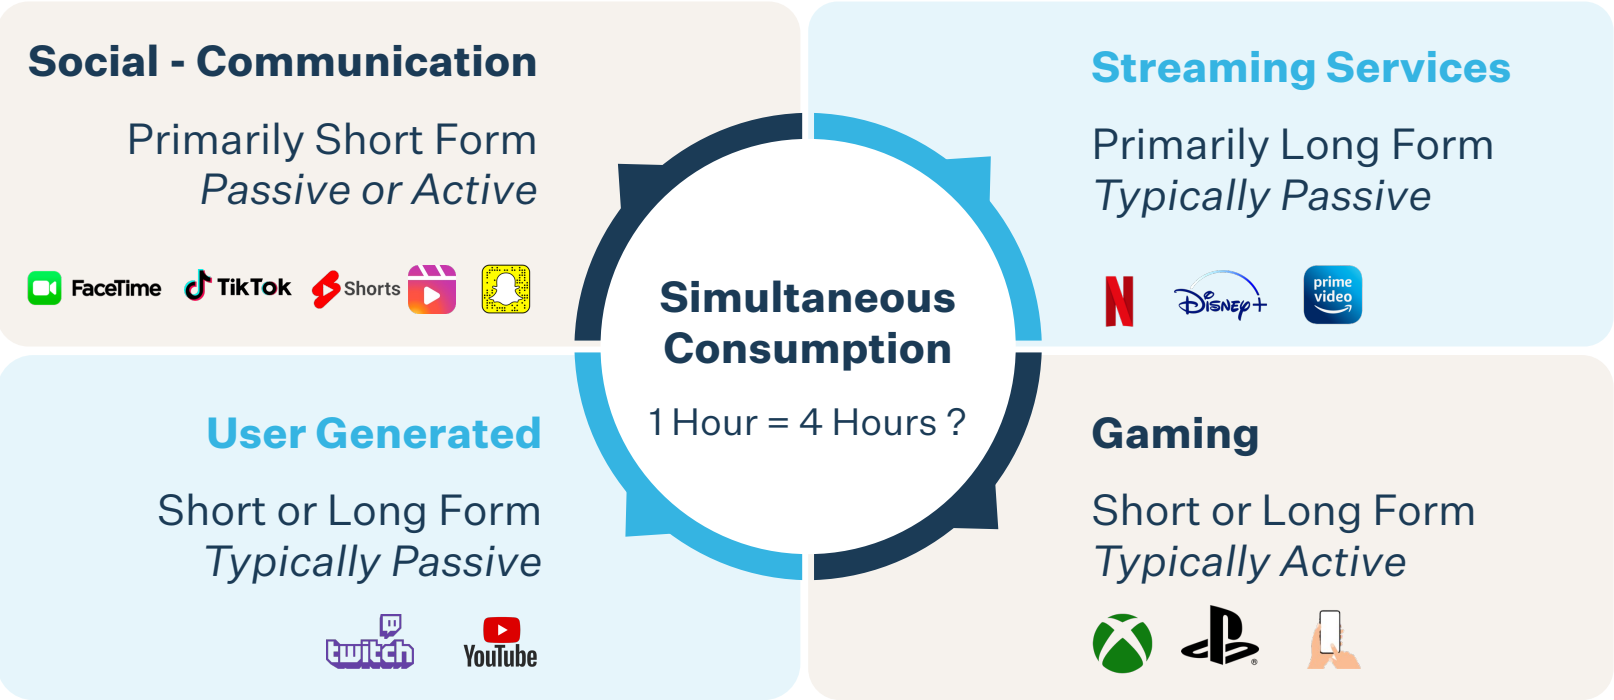 Social - Communication
Primarily Short Form
Passive or Active
FaceTime
TikTok
Shorts
Streaming Services
Primarily Long Form
Typically Passive
N
Disney+
prime
video
Simultaneous
Consumption
1 Hour = 4 Hours ?
User Generated
Short or Long Form
Typically Passive
twitch
YouTube
Gaming
Short or Long Form
Typically Active
®